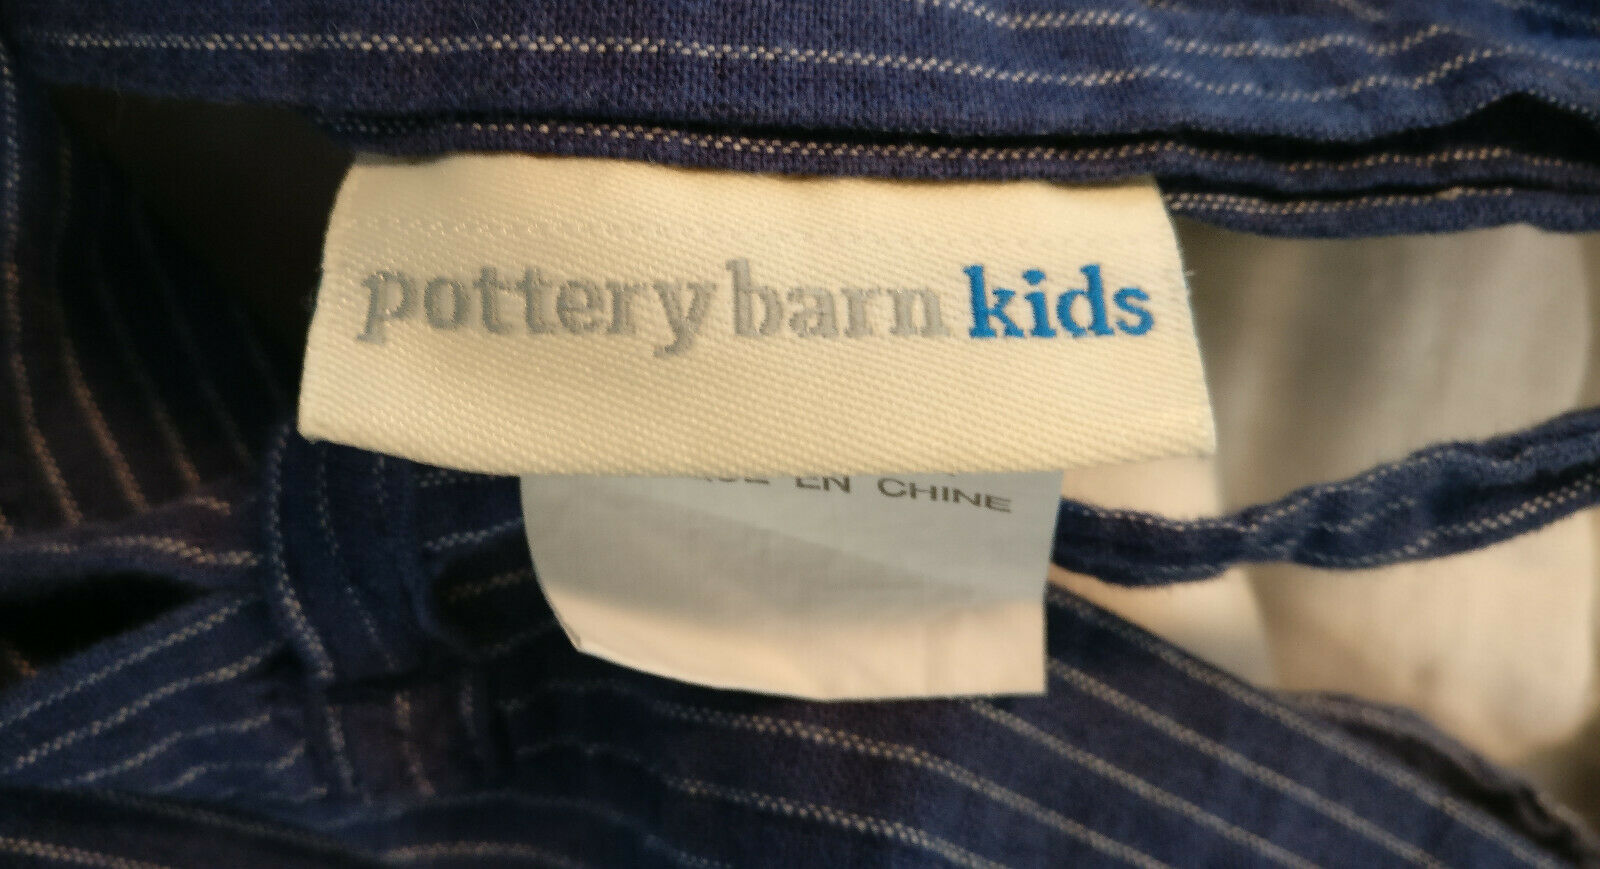 pottery barn kids
EN CHINE